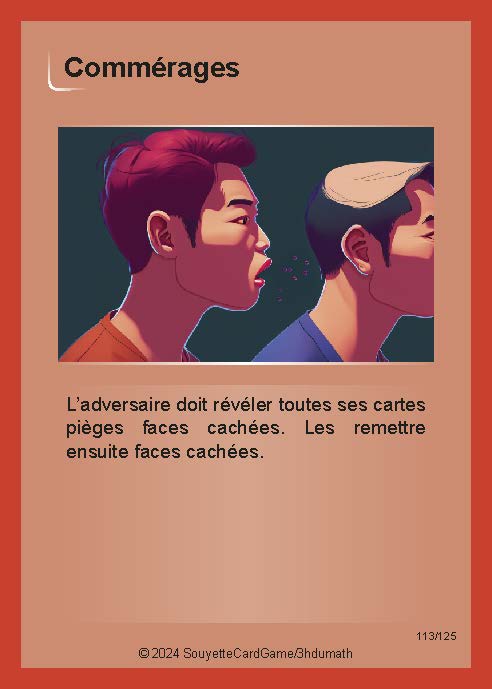 Commérages
L’adversaire doit révéler toutes ses cartes
pièges faces cachées. Les remettre
ensuite faces cachées.
113/125
© 2024 SouyetteCardGame/3hdumath